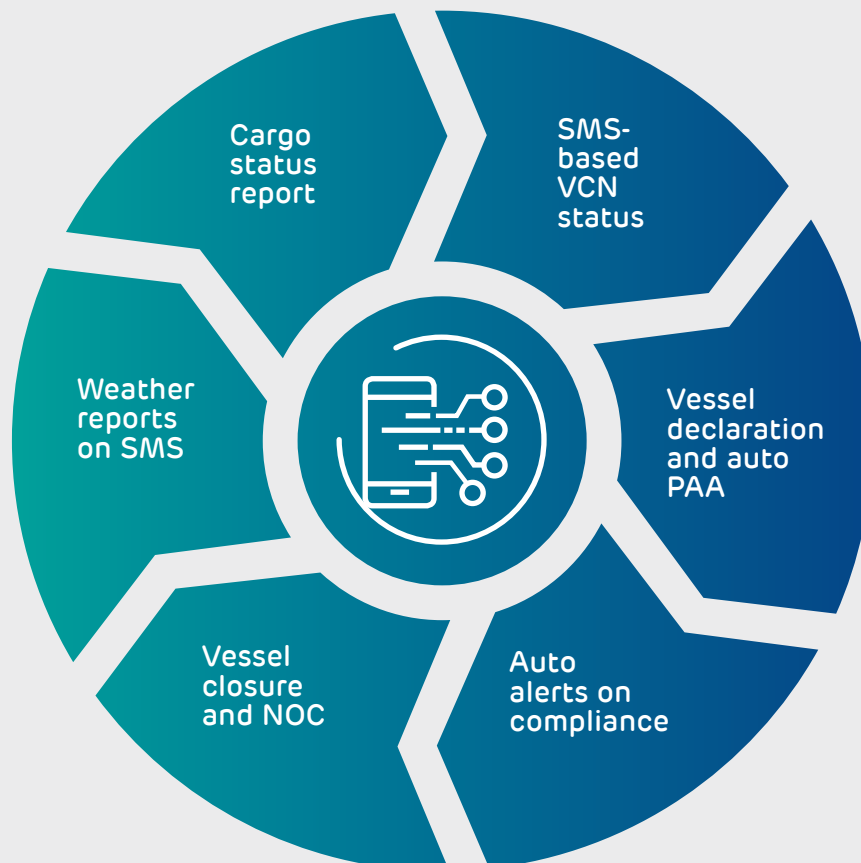 Cargo
status
report
SMS-
based
VCN
status
Vessel
declaration
and auto
PAA
Auto
alerts on
compliance
Vessel
closure
and NOC
Weather
reports
on SMS